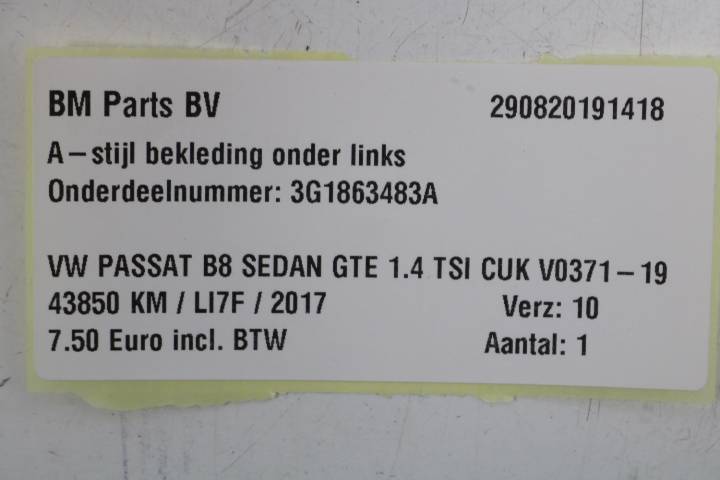 BM Parts BV 290820191418
A-stijl bekleding onder links
Onderdeelnummer: 3G1863483A
VW PASSAT B8 SEDAN GTE 1.4 TSI CUK V0371-19
43850 KM / LI7F / 2017 Verz: 10
7.50 Euro incl. BTW Aantal: 1